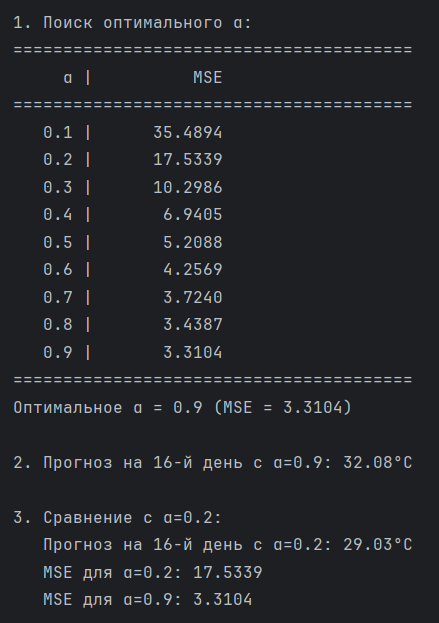 1. Поиск оптимального α:
========================================
     α |          MSE
========================================
   0.1 |      35.4894
   0.2 |      17.5339
   0.3 |      10.2986
   0.4 |       6.9405
   0.5 |       5.2088
   0.6 |       4.2569
   0.7 |       3.7240
   0.8 |       3.4387
   0.9 |       3.3104
========================================
Оптимальное α = 0.9 (MSE = 3.3104)

2. Прогноз на 16-й день с α=0.9: 32.08°C

3. Сравнение с α=0.2:
   Прогноз на 16-й день с α=0.2: 29.03°C
   MSE для α=0.2: 17.5339
   MSE для α=0.9: 3.3104